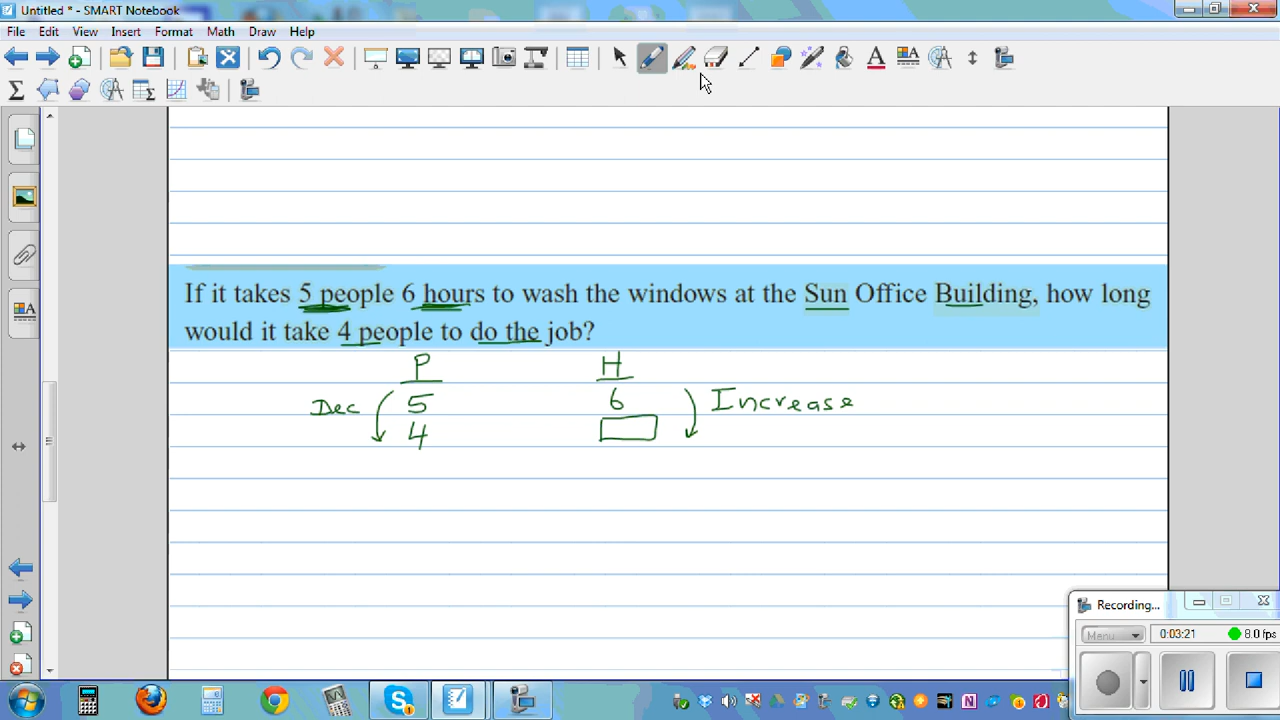 Untitled * - SMART Notebook
File Edit View Insert Format Math Draw Help
If it takes 5 people 6 hours to wash the windows at the Sun Office Building, how long
would it take 4 people to do the job?
P H
Dec 5 6 Increase
4
Recording...
Menu 0:03:21 8.0 fps